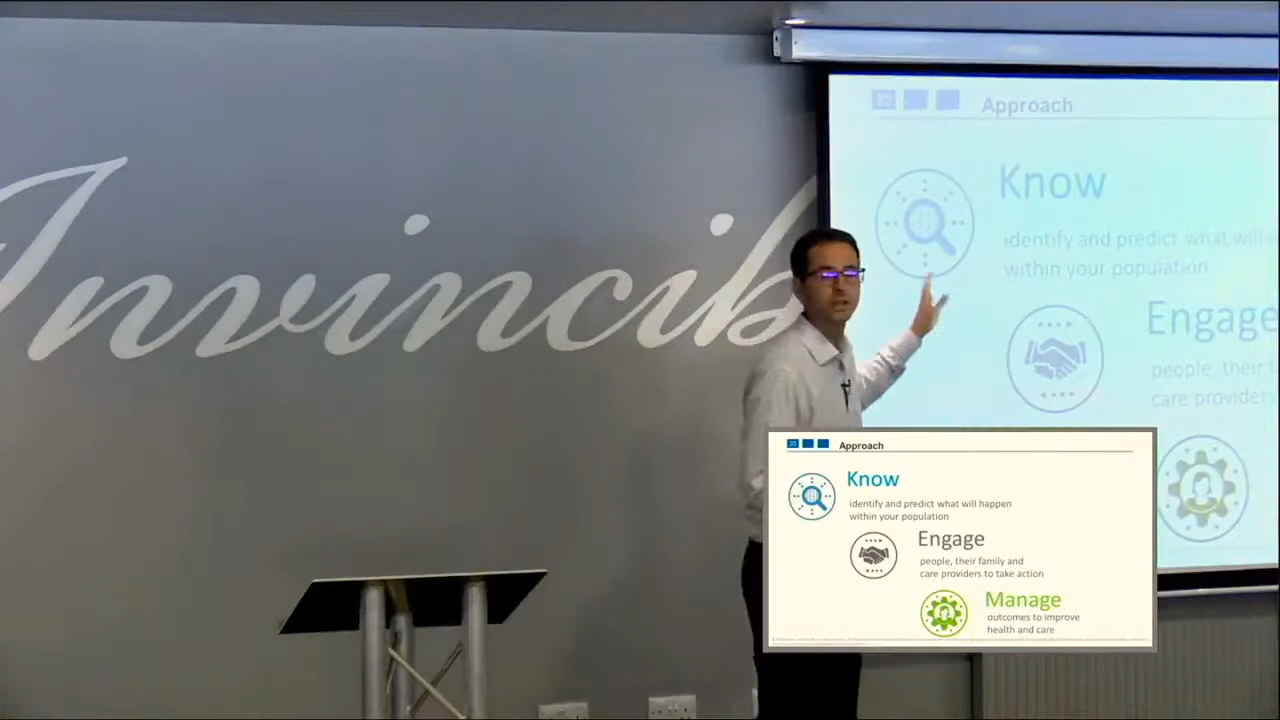 Invincib
Approach
Know
identify and predict what will
within your population
Engage
people, their
care providers
Approach
Know
identify and predict what will happen
within your population
Engage
people, their family and
care providers to take action
Manage
outcomes to improve
health and care